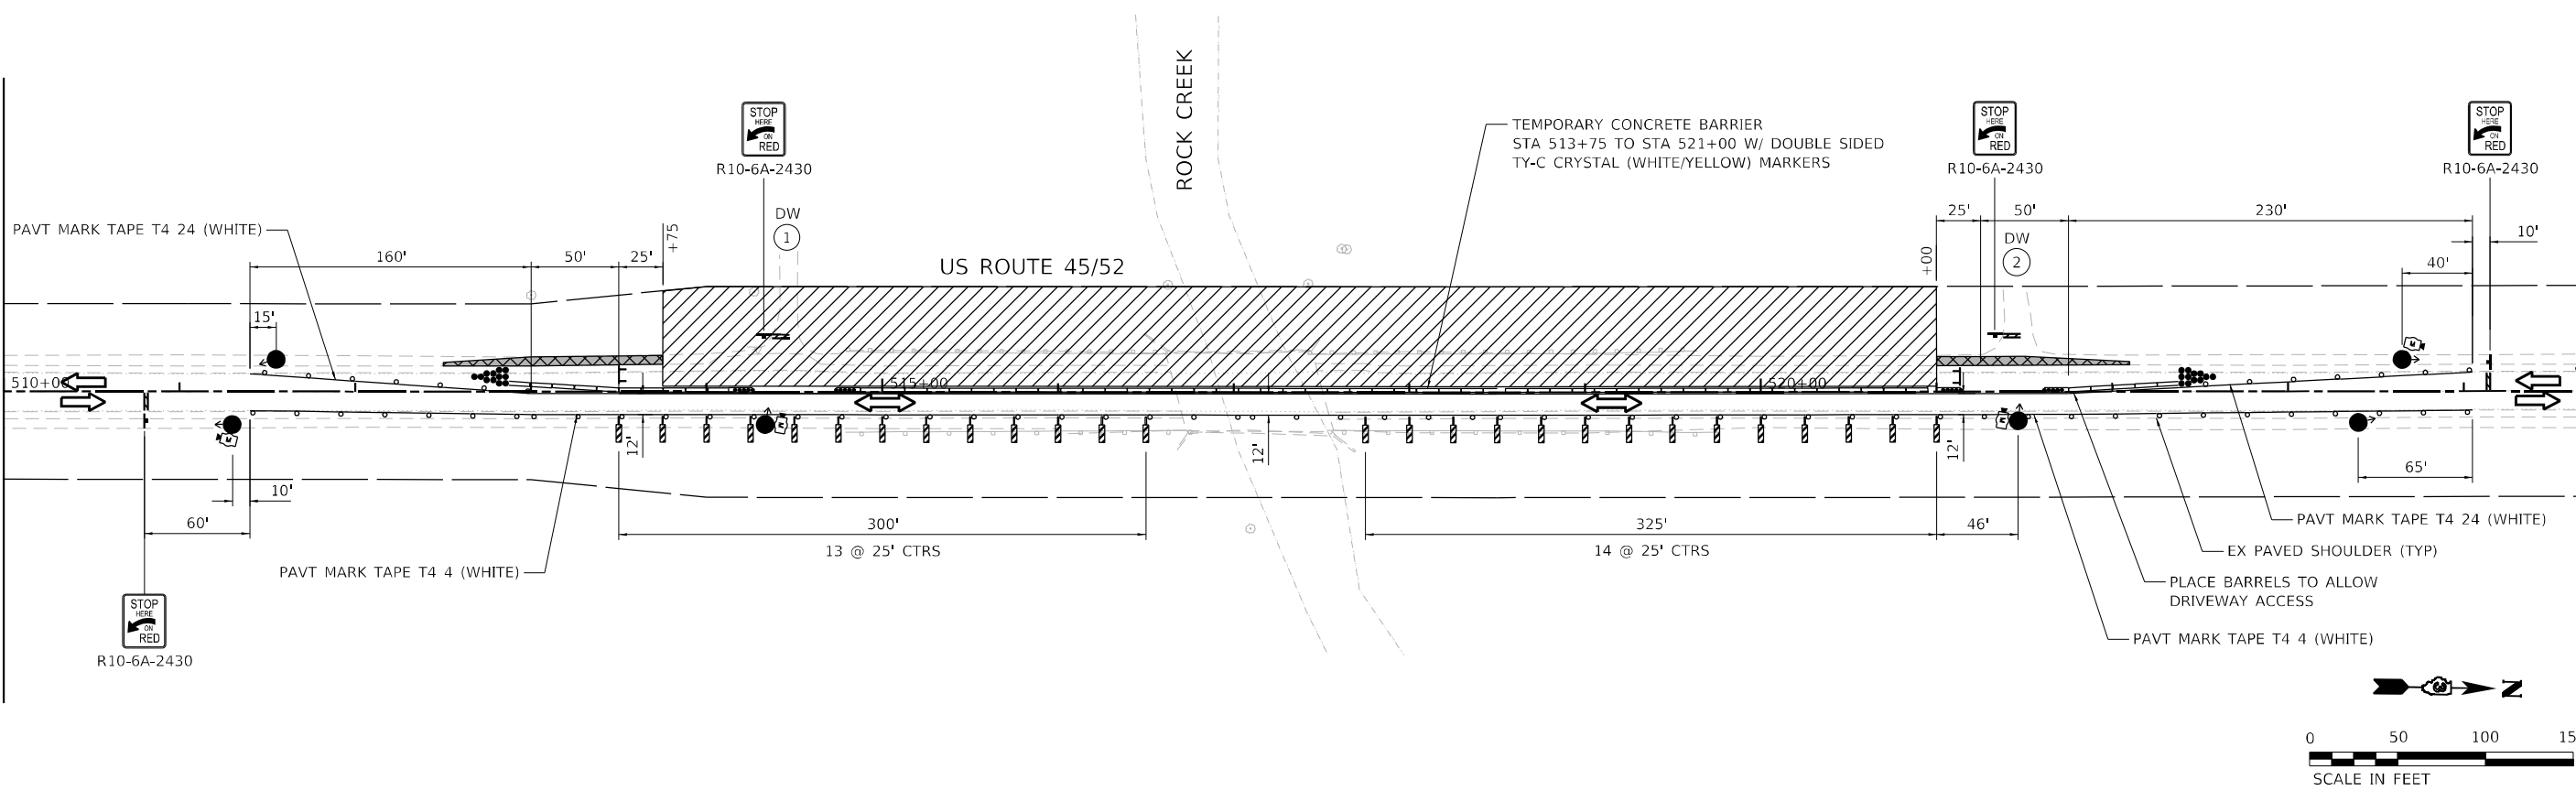 ROCK CREEK
STOP
HERE
ON
RED
R10-6A-2430
TEMPORARY CONCRETE BARRIER
STA 513+75 TO STA 521+00 W/ DOUBLE SIDED
TY-C CRYSTAL (WHITE/YELLOW) MARKERS
STOP
HERE
ON
RED
R10-6A-2430
STOP
HERE
ON
RED
R10-6A-2430
PAVT MARK TAPE T4 24 (WHITE)
DW
1
+75
160'
50'
25'
US ROUTE 45/52
25'
50'
230'
10'
+00
DW
2
40'
15'
510+00
515+00
520+00
12'
12'
12'
10'
60'
65'
300'
13 @ 25' CTRS
325'
14 @ 25' CTRS
46'
PAVT MARK TAPE T4 24 (WHITE)
EX PAVED SHOULDER (TYP)
PLACE BARRELS TO ALLOW
DRIVEWAY ACCESS
PAVT MARK TAPE T4 4 (WHITE)
PAVT MARK TAPE T4 4 (WHITE)
STOP
HERE
ON
RED
R10-6A-2430
N
0 50 100 15
SCALE IN FEET